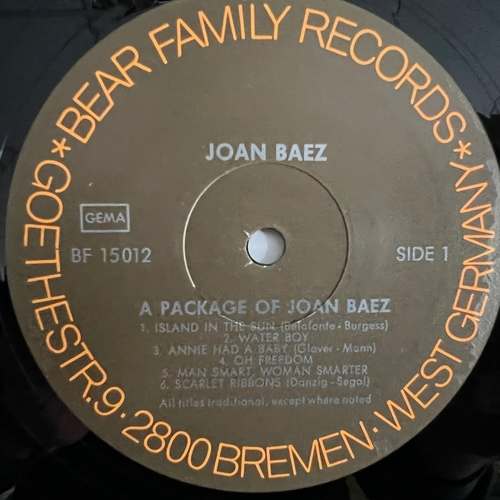 *BEAR FAMILY RECORDS*
GOETHESTR.9·2800 BREMEN·WEST GERMANY
JOAN BAEZ
GEMA
BF 15012
SIDE 1
A PACKAGE OF JOAN BAEZ
1. ISLAND IN THE SUN (Belafonte - Burgess)
2. WATER BOY
3. ANNIE HAD A BABY (Glover - Mann)
4. OH FREEDOM
5. MAN SMART, WOMAN SMARTER
6. SCARLET RIBBONS (Danzig - Segal)
All titles traditional, except where noted